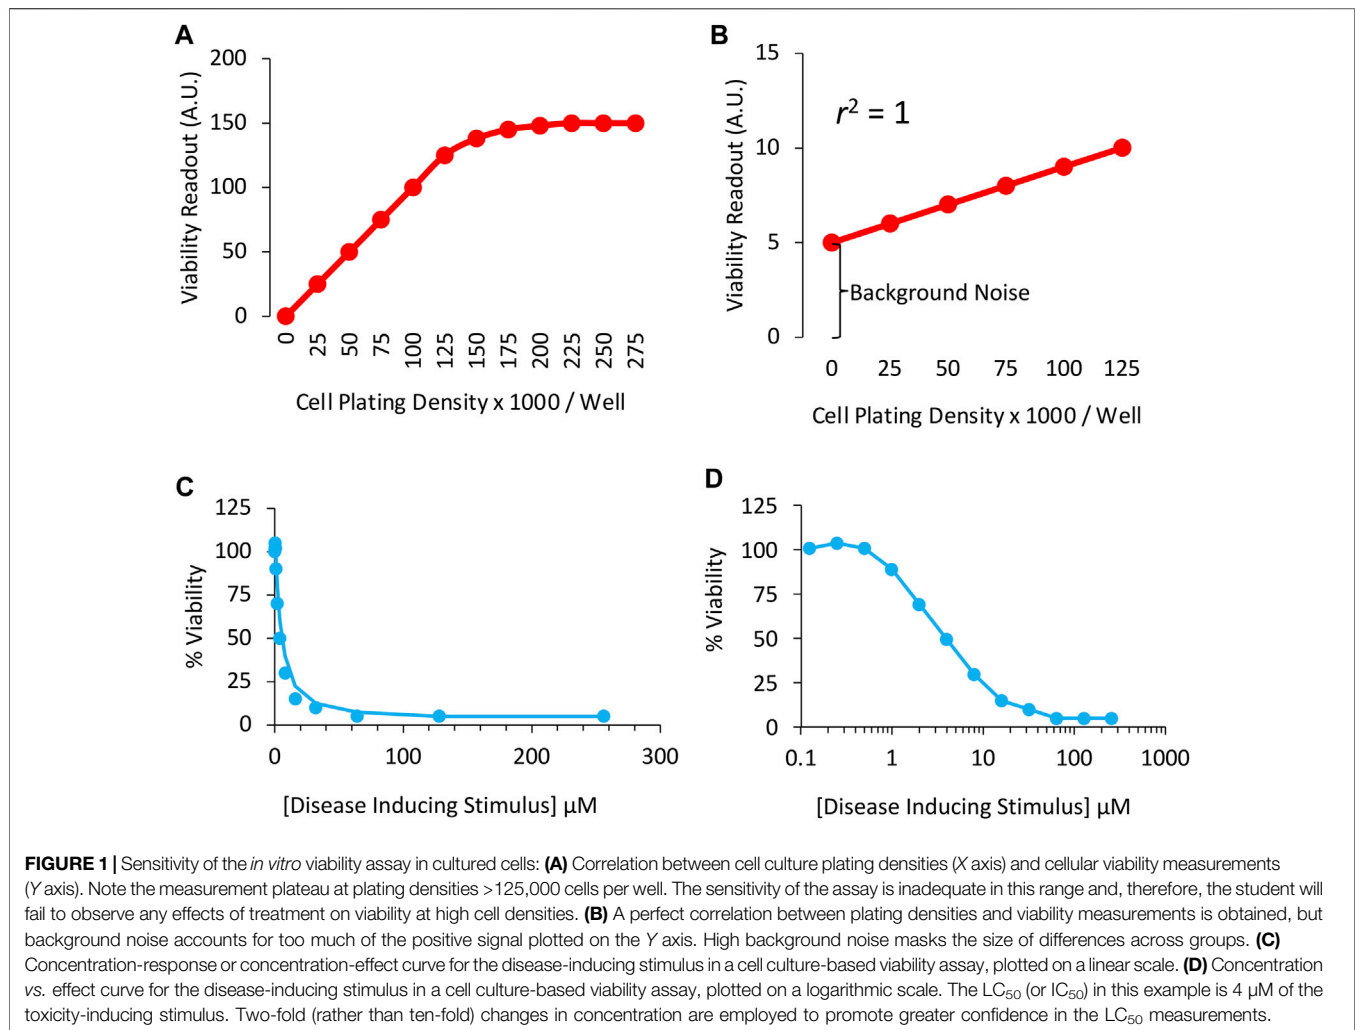 A
200
150
100
50
0
Viability Readout (A.U.)
0 25 50 75 100 125 150 175 200 225 250 275
Cell Plating Density x 1000 / Well
B
15
10
5
0
Viability Readout (A.U.)
r² = 1
Background Noise
0 25 50 75 100 125
Cell Plating Density x 1000 / Well
C
125
100
75
50
25
0
% Viability
0 100 200 300
[Disease Inducing Stimulus] µM
D
125
100
75
50
25
0
% Viability
0.1 1 10 100 1000
[Disease Inducing Stimulus] µM
FIGURE 1 | Sensitivity of the in vitro viability assay in cultured cells: (A) Correlation between cell culture plating densities (X axis) and cellular viability measurements
(Y axis). Note the measurement plateau at plating densities >125,000 cells per well. The sensitivity of the assay is inadequate in this range and, therefore, the student will
fail to observe any effects of treatment on viability at high cell densities. (B) A perfect correlation between plating densities and viability measurements is obtained, but
background noise accounts for too much of the positive signal plotted on the Y axis. High background noise masks the size of differences across groups. (C)
Concentration-response or concentration-effect curve for the disease-inducing stimulus in a cell culture-based viability assay, plotted on a linear scale. (D) Concentration
vs. effect curve for the disease-inducing stimulus in a cell culture-based viability assay, plotted on a logarithmic scale. The LC₅₀ (or IC₅₀) in this example is 4 µM of the
toxicity-inducing stimulus. Two-fold (rather than ten-fold) changes in concentration are employed to promote greater confidence in the LC₅₀ measurements.